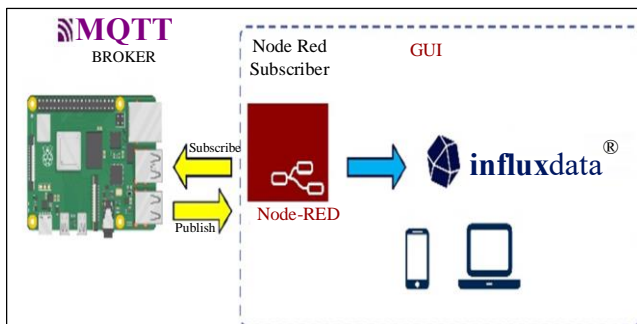 MQTT
BROKER
Node Red
Subscriber
GUI
Subscribe
Publish
Node-RED
influxdata®